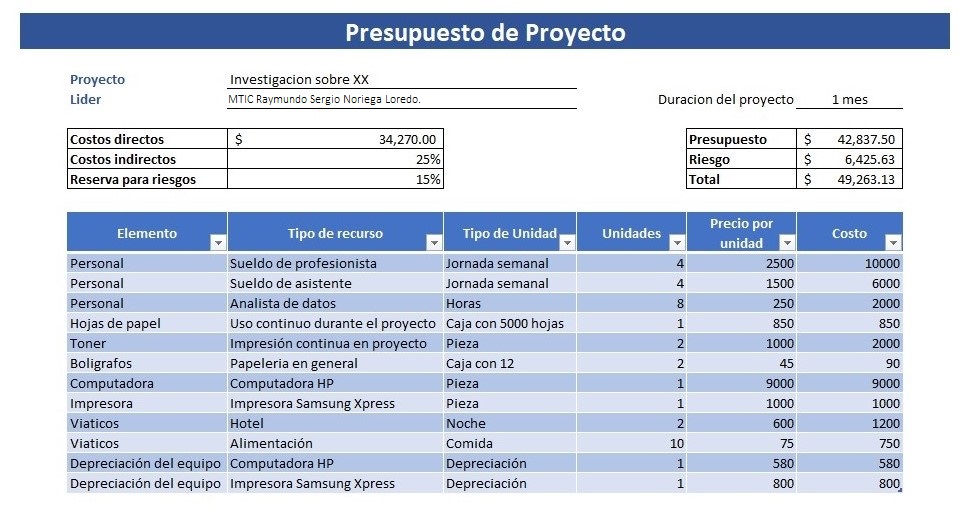 Presupuesto de Proyecto
Proyecto Investigacion sobre XX
Lider MTIC Raymundo Sergio Noriega Loredo. Duracion del proyecto 1 mes
Costos directos $ 34,270.00 Presupuesto $ 42,837.50
Costos indirectos 25% Riesgo $ 6,425.63
Reserva para riesgos 15% Total $ 49,263.13
Elemento Tipo de recurso Tipo de Unidad Unidades Precio por unidad Costo
Personal Sueldo de profesionista Jornada semanal 4 2500 10000
Personal Sueldo de asistente Jornada semanal 4 1500 6000
Personal Analista de datos Horas 8 250 2000
Hojas de papel Uso continuo durante el proyecto Caja con 5000 hojas 1 850 850
Toner Impresión continua en proyecto Pieza 2 1000 2000
Boligrafos Papeleria en general Caja con 12 2 45 90
Computadora Computadora HP Pieza 1 9000 9000
Impresora Impresora Samsung Xpress Pieza 1 1000 1000
Viaticos Hotel Noche 2 600 1200
Viaticos Alimentación Comida 10 75 750
Depreciación del equipo Computadora HP Depreciación 1 580 580
Depreciación del equipo Impresora Samsung Xpress Depreciación 1 800 800